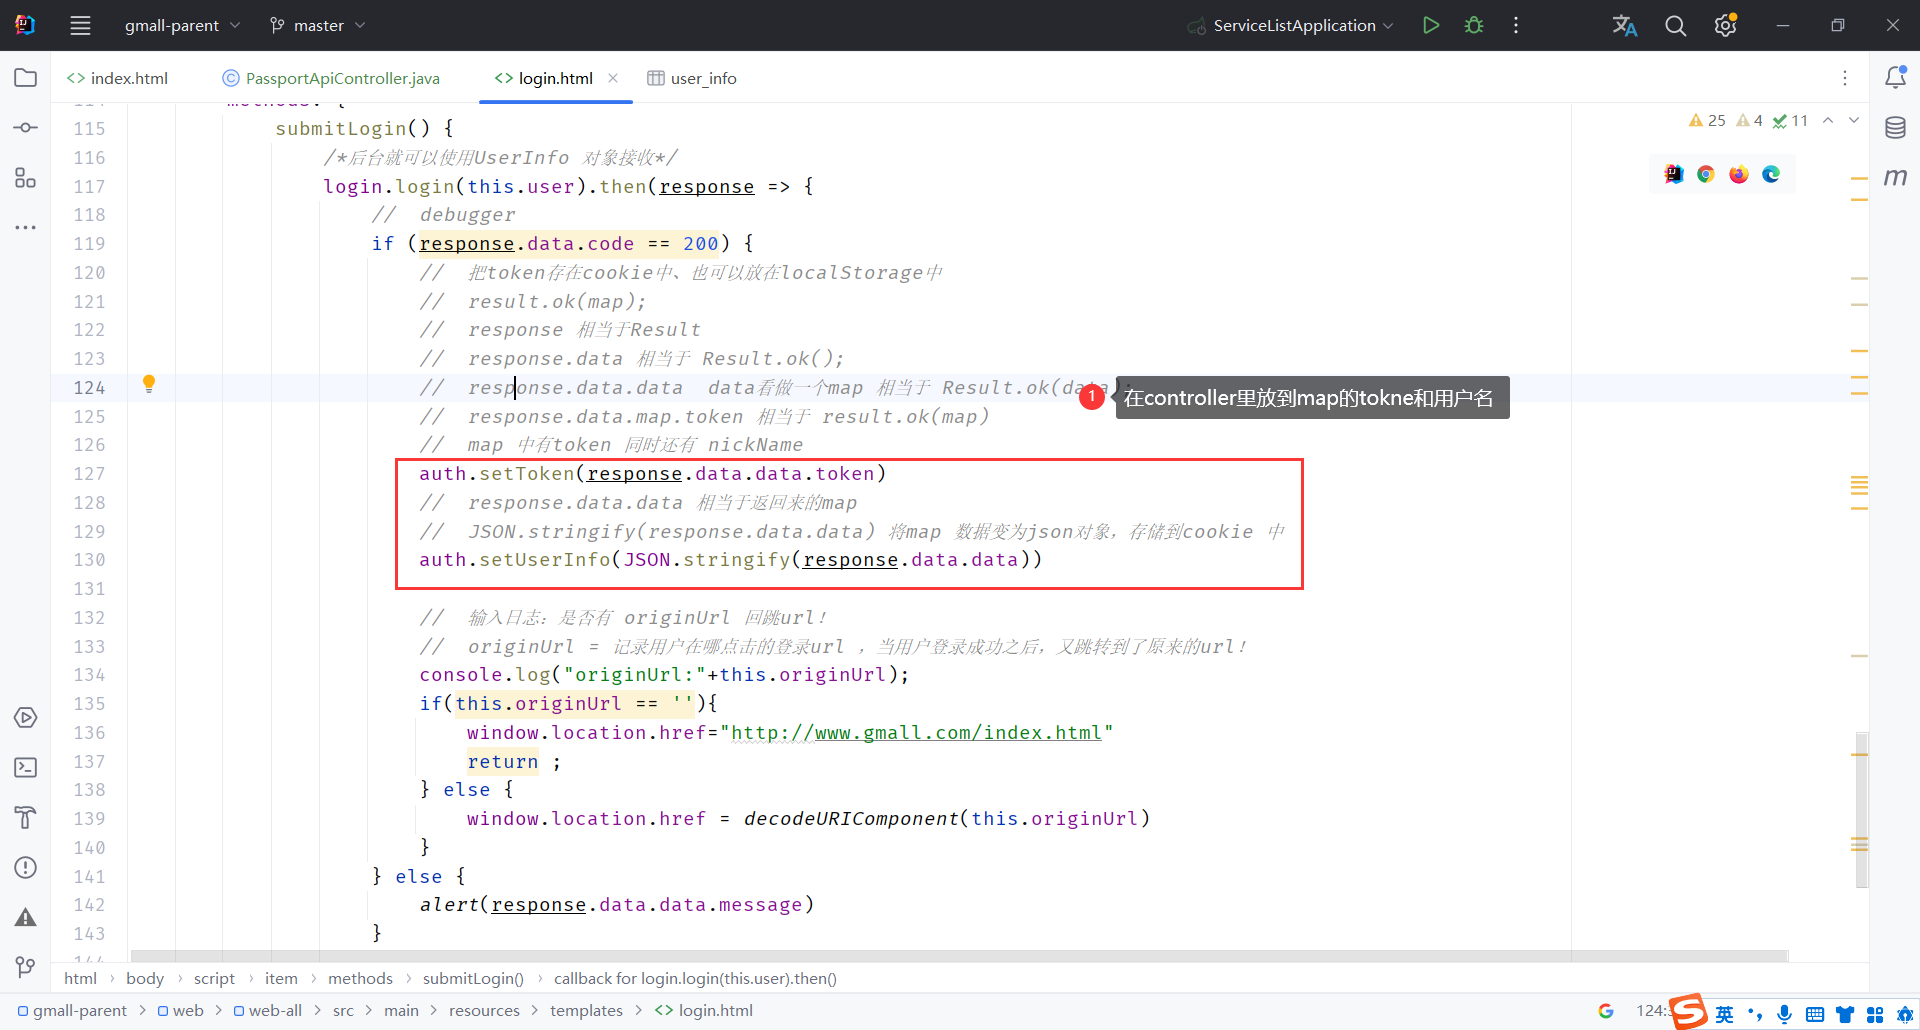 gmall-parent master ServiceListApplication
index.html PassportApiController.java login.html user_info
25 4 11
115 submitLogin() {
116 /*后台就可以使用UserInfo 对象接收*/
117 login.login(this.user).then(response => {
118 // debugger
119 if (response.data.code == 200) {
120 // 把token存在cookie中、也可以放在localStorage中
121 // result.ok(map);
122 // response 相当于Result
123 // response.data 相当于 Result.ok();
124 // response.data.data data看做一个map 相当于 Result.ok(data);
1 在controller里放到map的tokne和用户名
125 // response.data.map.token 相当于 result.ok(map)
126 // map 中有token 同时还有 nickName
127 auth.setToken(response.data.data.token)
128 // response.data.data 相当于返回来的map
129 // JSON.stringify(response.data.data) 将map 数据变为json对象，存储到cookie 中
130 auth.setUserInfo(JSON.stringify(response.data.data))
131
132 // 输入日志：是否有 originUrl 回跳url！
133 // originUrl = 记录用户在哪点击的登录url ，当用户登录成功之后，又跳转到了原来的url！
134 console.log("originUrl:"+this.originUrl);
135 if(this.originUrl == ''){
136 window.location.href="http://www.gmall.com/index.html"
137 return ;
138 } else {
139 window.location.href = decodeURIComponent(this.originUrl)
140 }
141 } else {
142 alert(response.data.data.message)
143 }
html › body › script › item › methods › submitLogin() › callback for login.login(this.user).then()
gmall-parent › web › web-all › src › main › resources › templates › login.html
124: 英